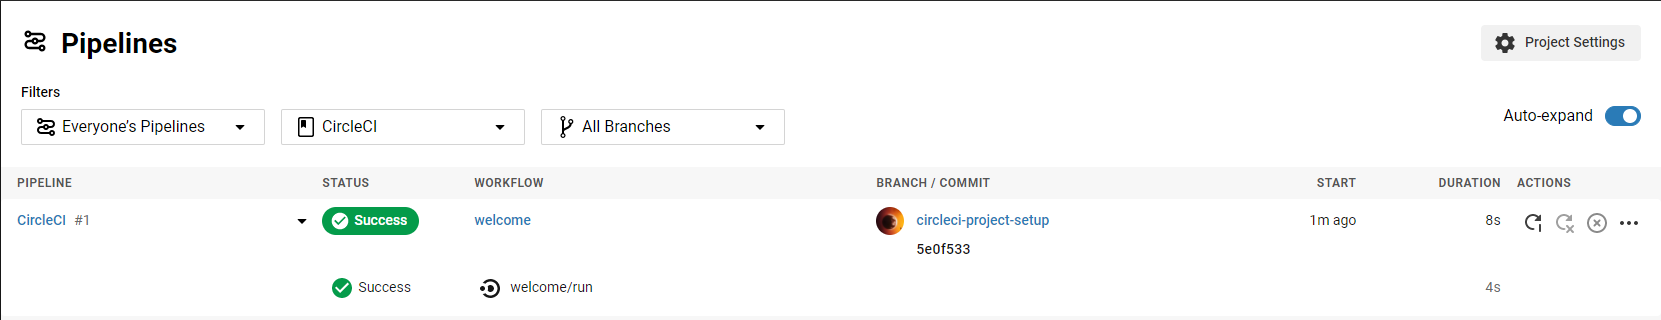 Pipelines
Project Settings
Filters
Everyone's Pipelines
CircleCI
All Branches
Auto-expand
PIPELINE STATUS WORKFLOW BRANCH / COMMIT START DURATION ACTIONS
CircleCI #1 Success welcome circleci-project-setup 1m ago 8s
5e0f533
Success welcome/run 4s